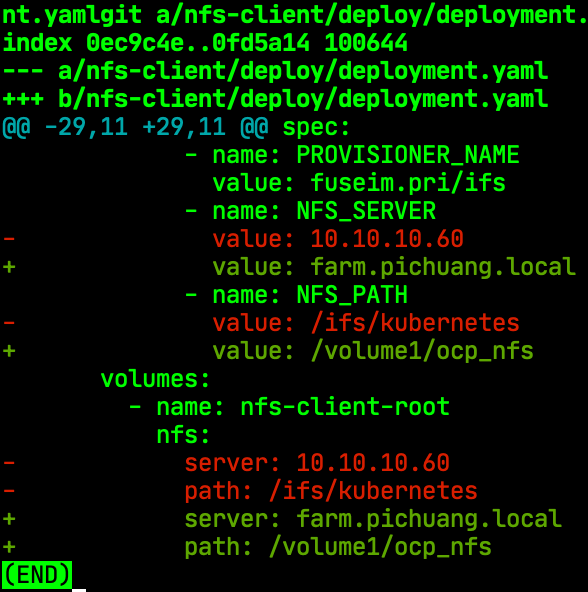 nt.yamlgit a/nfs-client/deploy/deployment.
index 0ec9c4e..0fd5a14 100644
--- a/nfs-client/deploy/deployment.yaml
+++ b/nfs-client/deploy/deployment.yaml
@@ -29,11 +29,11 @@ spec:
             - name: PROVISIONER_NAME
               value: fuseim.pri/ifs
             - name: NFS_SERVER
-              value: 10.10.10.60
+              value: farm.pichuang.local
             - name: NFS_PATH
-              value: /ifs/kubernetes
+              value: /volume1/ocp_nfs
       volumes:
         - name: nfs-client-root
           nfs:
-            server: 10.10.10.60
-            path: /ifs/kubernetes
+            server: farm.pichuang.local
+            path: /volume1/ocp_nfs
(END)